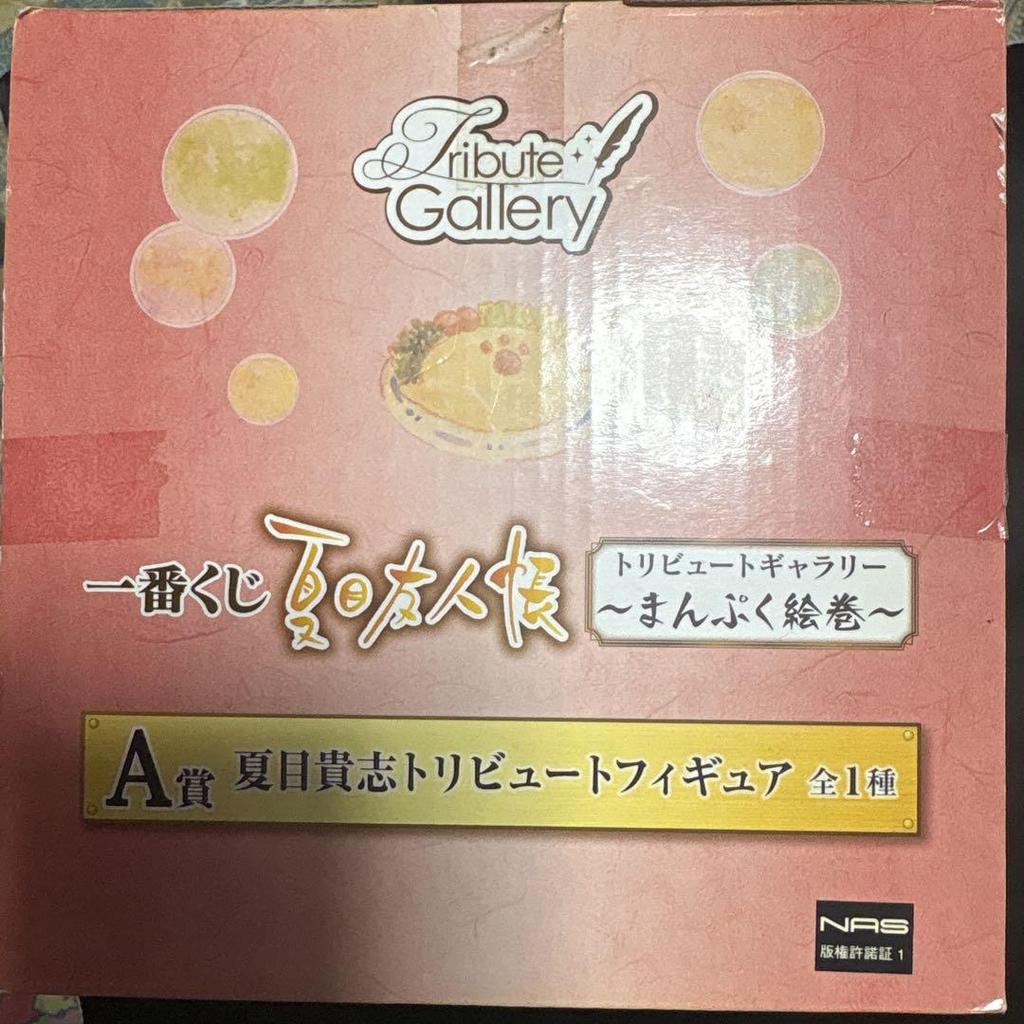 Tribute
Gallery
一番くじ 夏目友人帳 トリビュートギャラリー
～まんぷく絵巻～
A賞 夏目貴志トリビュートフィギュア 全1種
NAS
版権許諾証 1